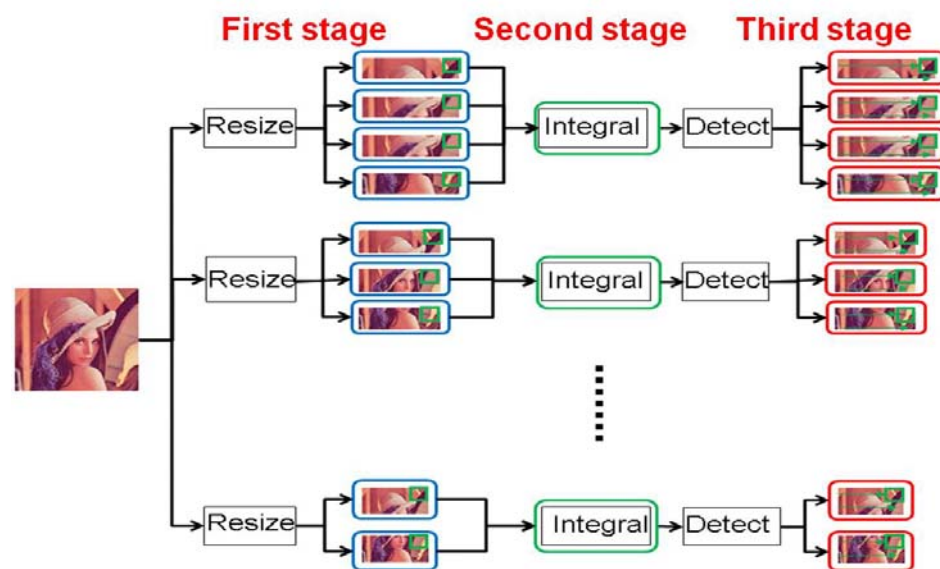 First stage Second stage Third stage
Resize Integral Detect
Resize Integral Detect
Resize Integral Detect